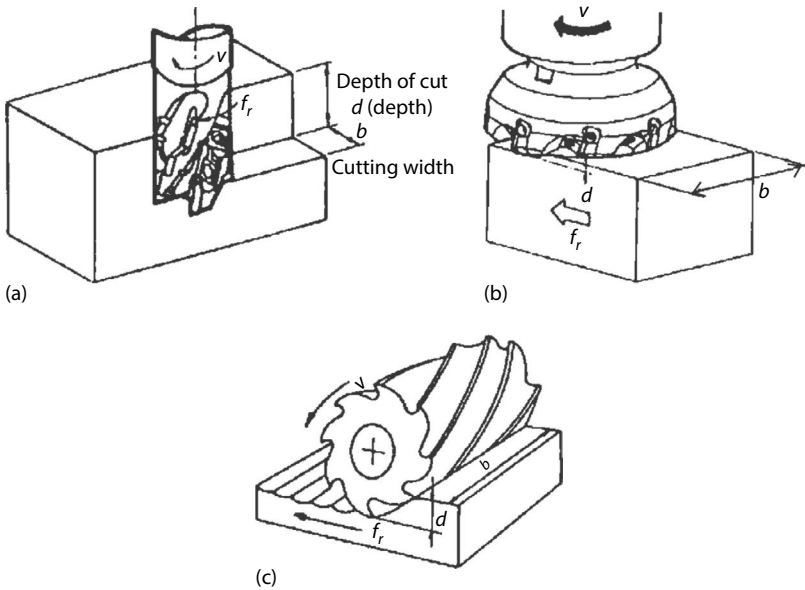 v
f_r
Depth of cut
d (depth)
b
Cutting width
(a)
v
d
f_r
b
(b)
v
b
d
f_r
(c)